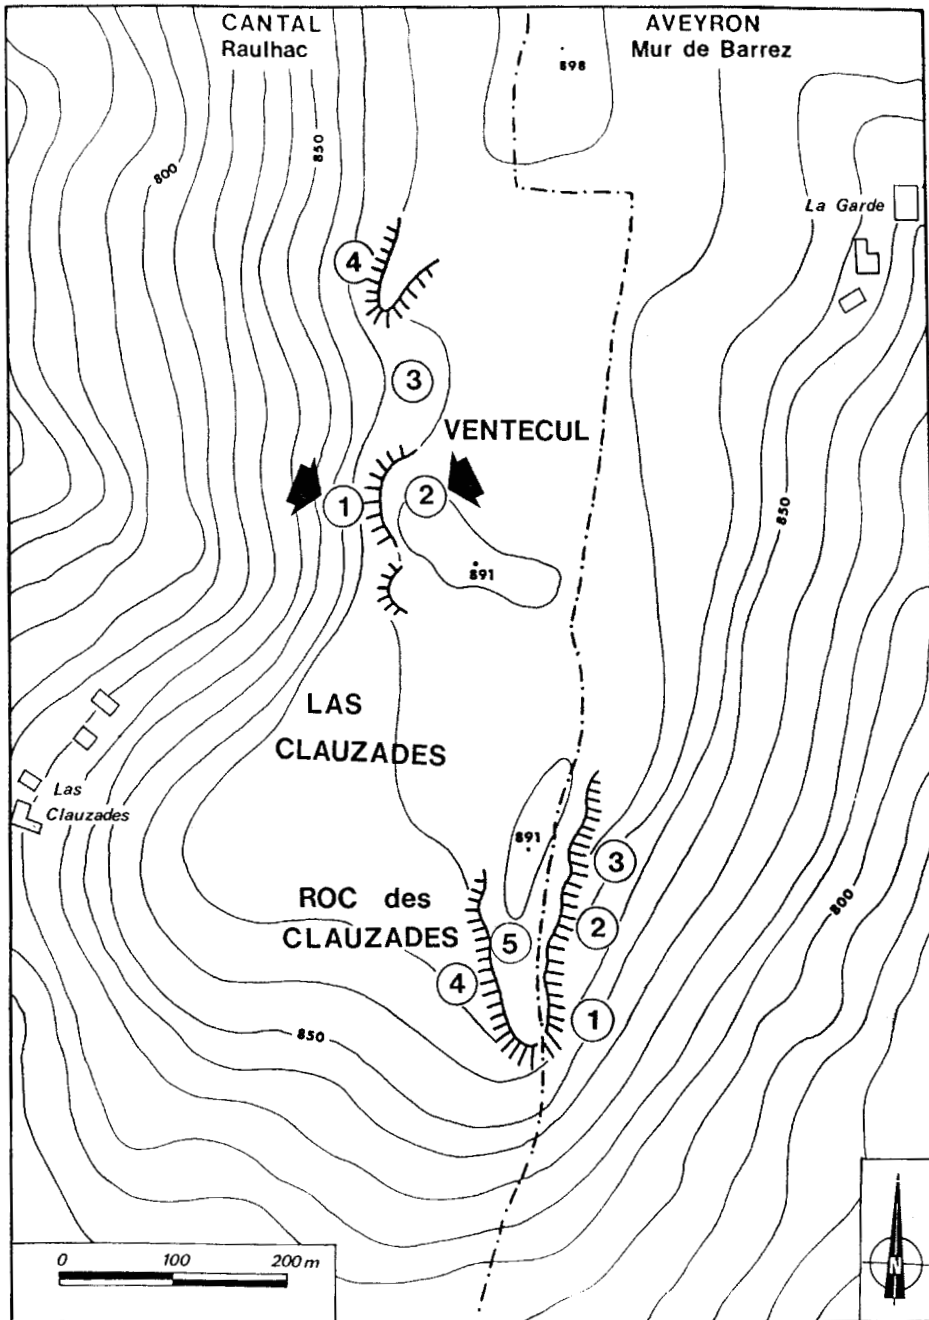 CANTAL
Raulhac
AVEYRON
Mur de Barrez
898
850
800
La Garde
4
3
VENTECUL
1
2
891
850
LAS
CLAUZADES
Las
Clauzades
891
3
800
ROC des
CLAUZADES
2
5
4
1
850
0 100 200 m
N